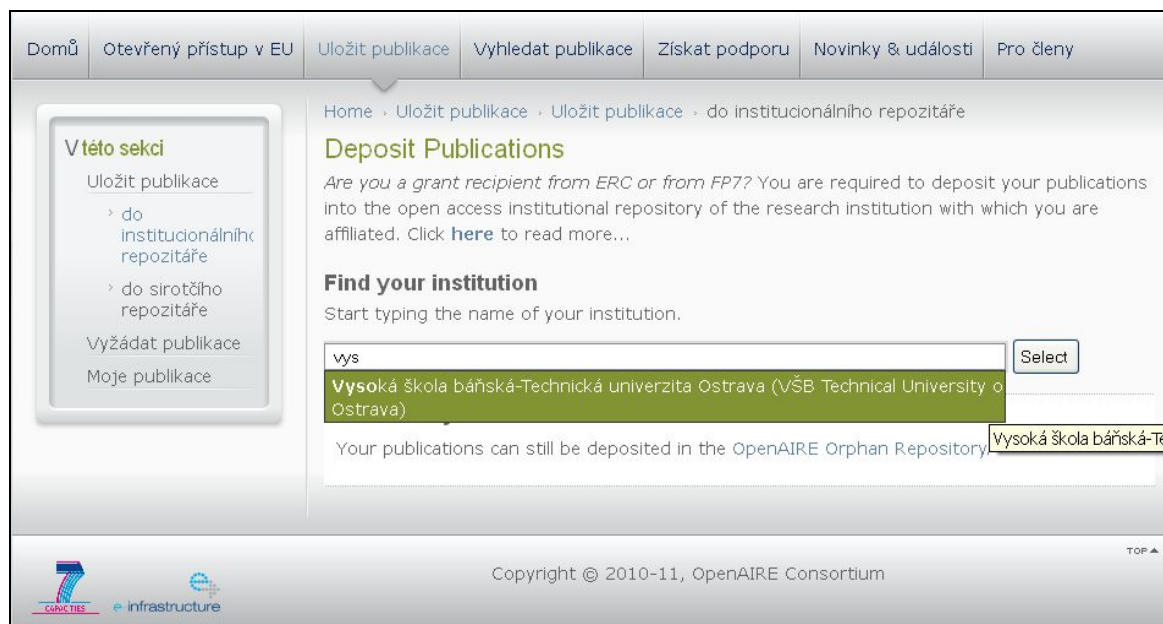 Domů Otevřený přístup v EU Uložit publikace Vyhledat publikace Získat podporu Novinky & události Pro členy
Home › Uložit publikace › Uložit publikace › do institucionálního repozitáře
V této sekci
Uložit publikace
› do
institucionálníh
repozitáře
› do sirotčího
repozitáře
Vyžádat publikace
Moje publikace
Deposit Publications
Are you a grant recipient from ERC or from FP7? You are required to deposit your publications
into the open access institutional repository of the research institution with which you are
affiliated. Click here to read more...
Find your institution
Start typing the name of your institution.
vys
Select
Vysoká škola báňská-Technická univerzita Ostrava (VŠB Technical University o
Ostrava)
Vysoká škola báňská-Te
Your publications can still be deposited in the OpenAIRE Orphan Repository.
TOP
7
CAPACITIES
e-infrastructure
Copyright © 2010-11, OpenAIRE Consortium